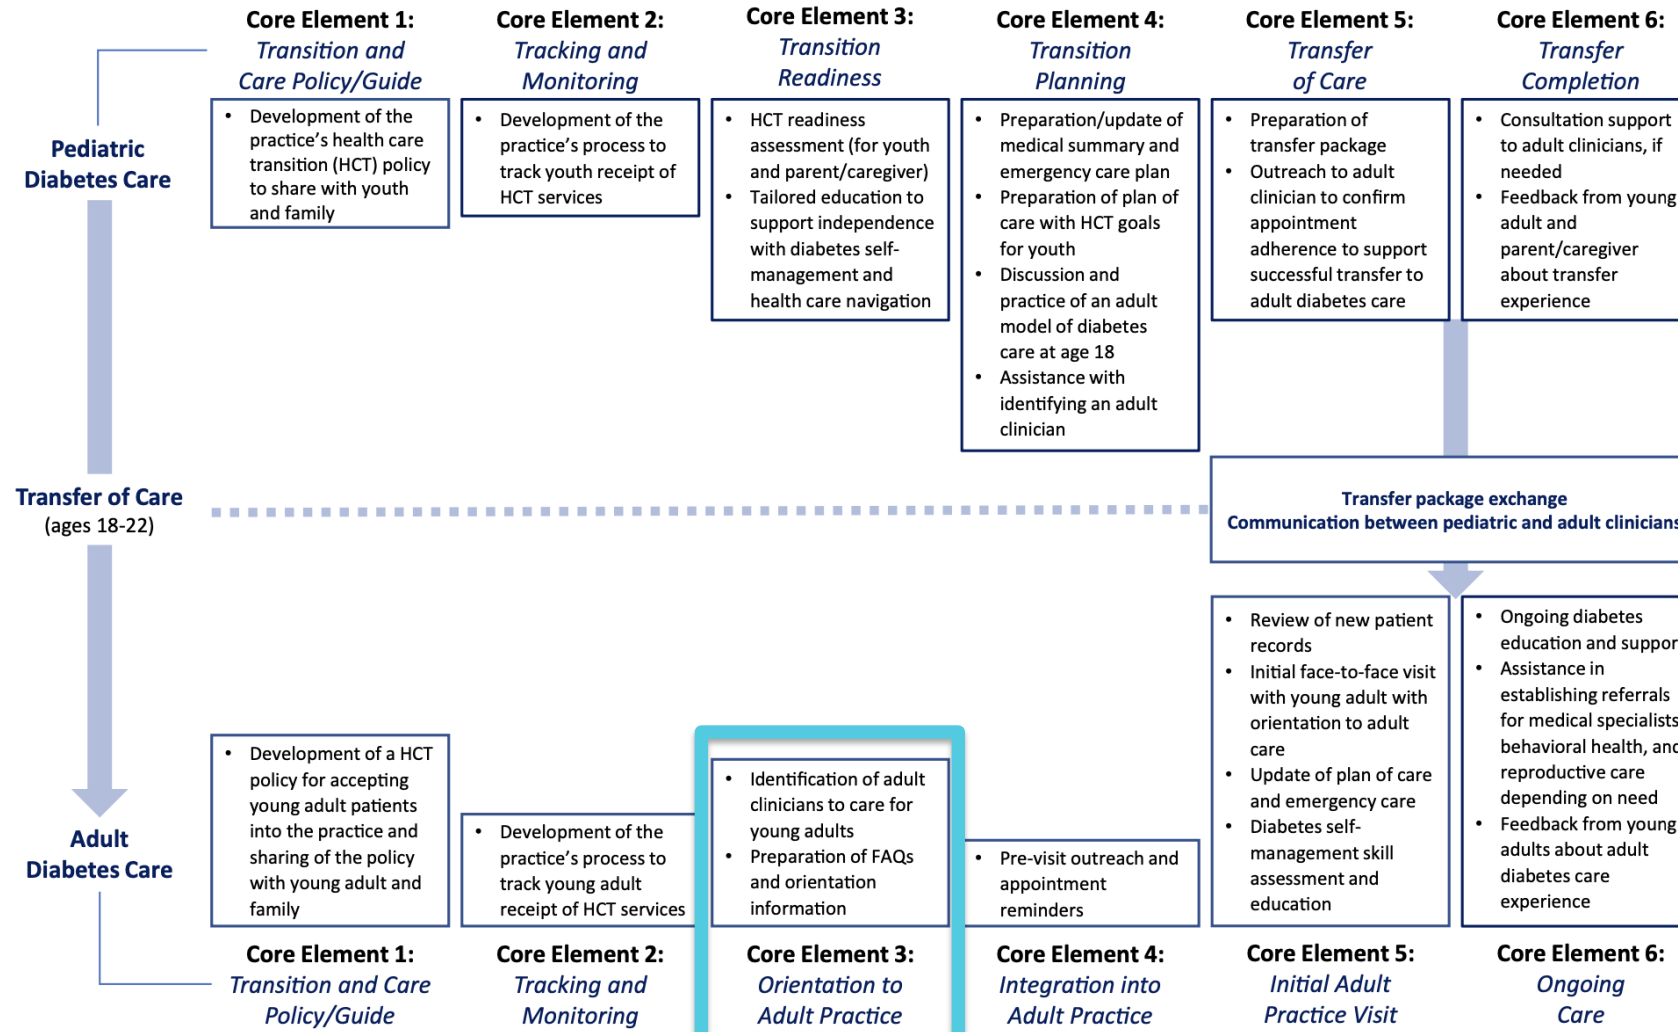 Core Element 1:
Transition and
Care Policy/Guide
Core Element 2:
Tracking and
Monitoring
Core Element 3:
Transition
Readiness
Core Element 4:
Transition
Planning
Core Element 5:
Transfer
of Care
Core Element 6:
Transfer
Completion
Pediatric
Diabetes Care
• Development of the
practice's health care
transition (HCT) policy
to share with youth
and family
• Development of the
practice's process to
track youth receipt of
HCT services
• HCT readiness
assessment (for youth
and parent/caregiver)
• Tailored education to
support independence
with diabetes self-
management and
health care navigation
• Preparation/update of
medical summary and
emergency care plan
• Preparation of plan of
care with HCT goals
for youth
• Discussion and
practice of an adult
model of diabetes
care at age 18
• Assistance with
identifying an adult
clinician
• Preparation of
transfer package
• Outreach to adult
clinician to confirm
appointment
adherence to support
successful transfer to
adult diabetes care
• Consultation support
to adult clinicians, if
needed
• Feedback from young
adult and
parent/caregiver
about transfer
experience
Transfer of Care
(ages 18-22)
Transfer package exchange
Communication between pediatric and adult clinicians
Adult
Diabetes Care
• Development of a HCT
policy for accepting
young adult patients
into the practice and
sharing of the policy
with young adult and
family
• Development of the
practice's process to
track young adult
receipt of HCT services
• Identification of adult
clinicians to care for
young adults
• Preparation of FAQs
and orientation
information
• Pre-visit outreach and
appointment
reminders
• Review of new patient
records
• Initial face-to-face visit
with young adult with
orientation to adult
care
• Update of plan of care
and emergency care
• Diabetes self-
management skill
assessment and
education
• Ongoing diabetes
education and support
• Assistance in
establishing referrals
for medical specialists
behavioral health, and
reproductive care
depending on need
• Feedback from young
adults about adult
diabetes care
experience
Core Element 1:
Transition and Care
Policy/Guide
Core Element 2:
Tracking and
Monitoring
Core Element 3:
Orientation to
Adult Practice
Core Element 4:
Integration into
Adult Practice
Core Element 5:
Initial Adult
Practice Visit
Core Element 6:
Ongoing
Care